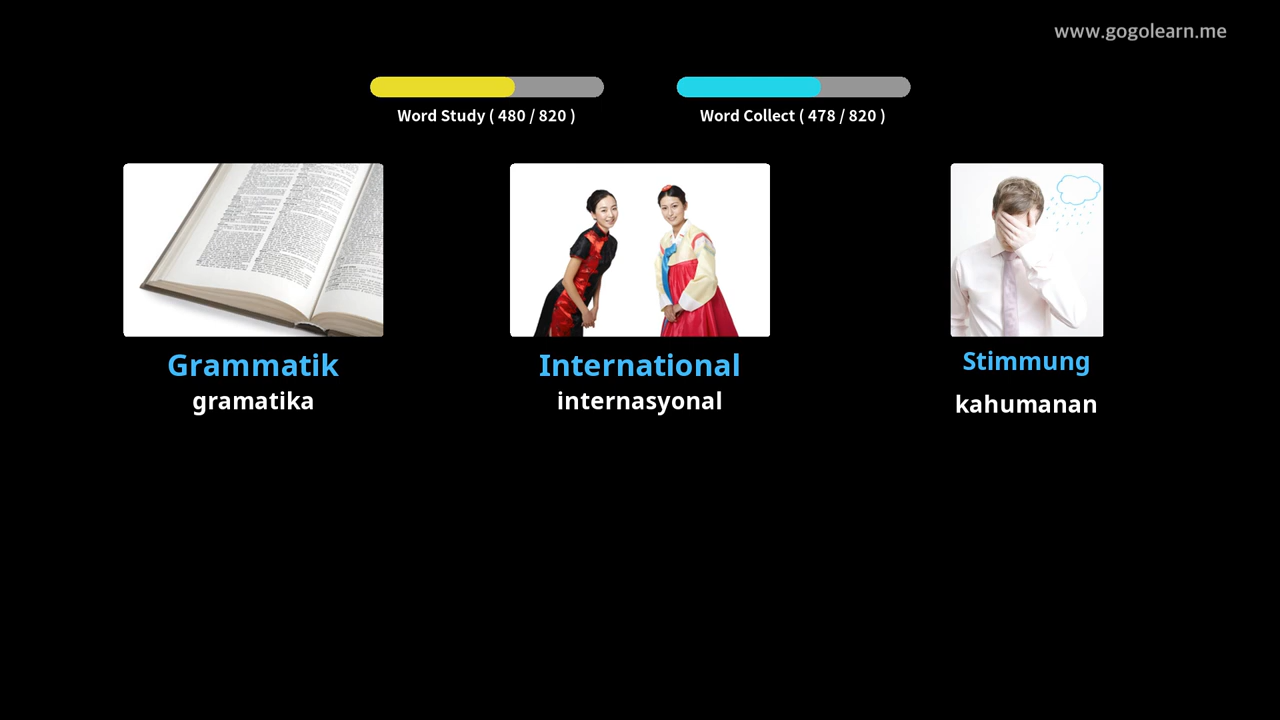 www.gogolearn.me
Word Study ( 480 / 820 )
Word Collect ( 478 / 820 )
Grammatik
gramatika
International
internasyonal
Stimmung
kahumanan